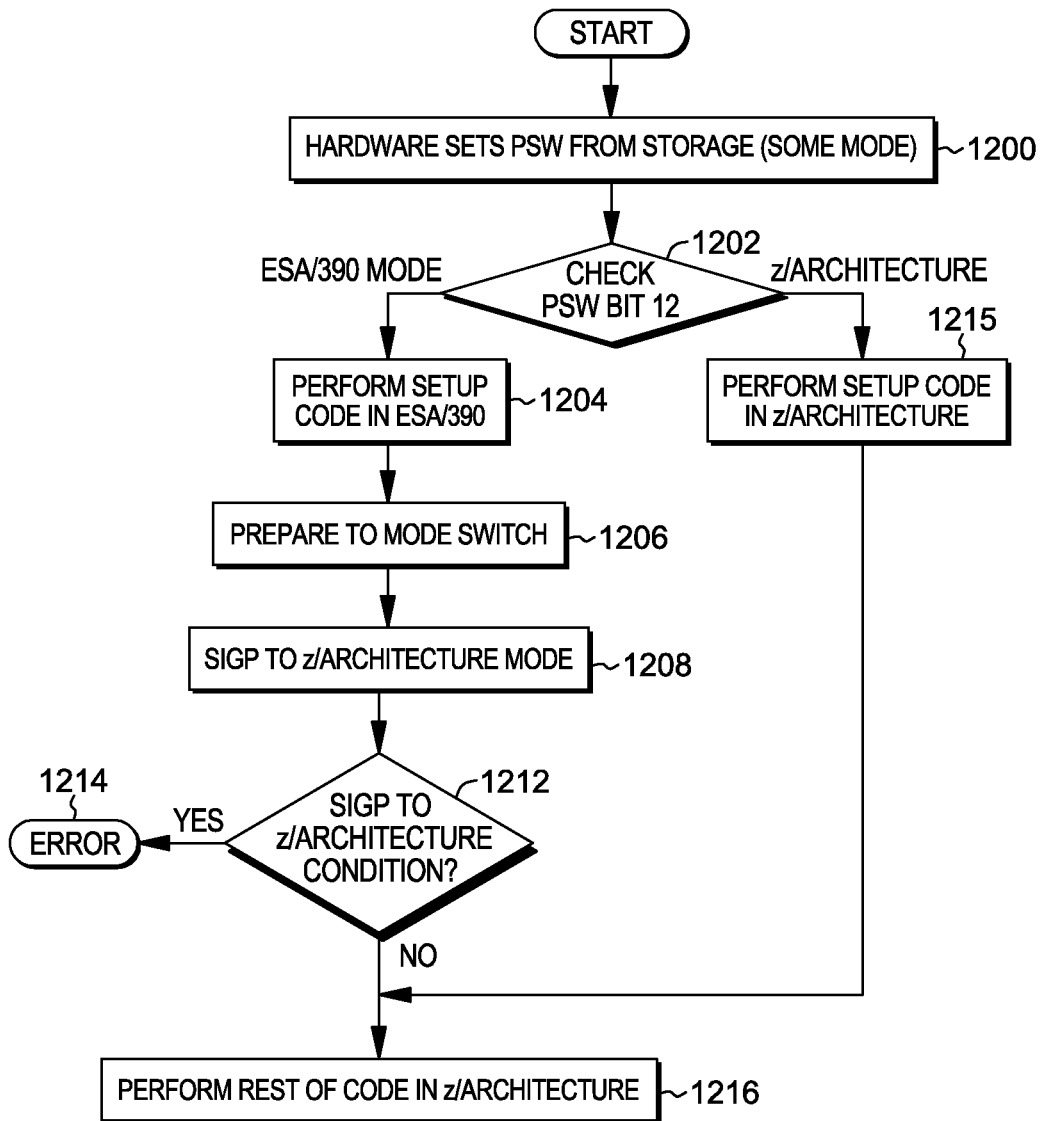 START
HARDWARE SETS PSW FROM STORAGE (SOME MODE)
1200
1202
ESA/390 MODE
CHECK
PSW BIT 12
z/ARCHITECTURE
1215
PERFORM SETUP
CODE IN ESA/390
1204
PERFORM SETUP CODE
IN z/ARCHITECTURE
PREPARE TO MODE SWITCH
1206
SIGP TO z/ARCHITECTURE MODE
1208
1214
1212
ERROR
YES
SIGP TO
z/ARCHITECTURE
CONDITION?
NO
PERFORM REST OF CODE IN z/ARCHITECTURE
1216